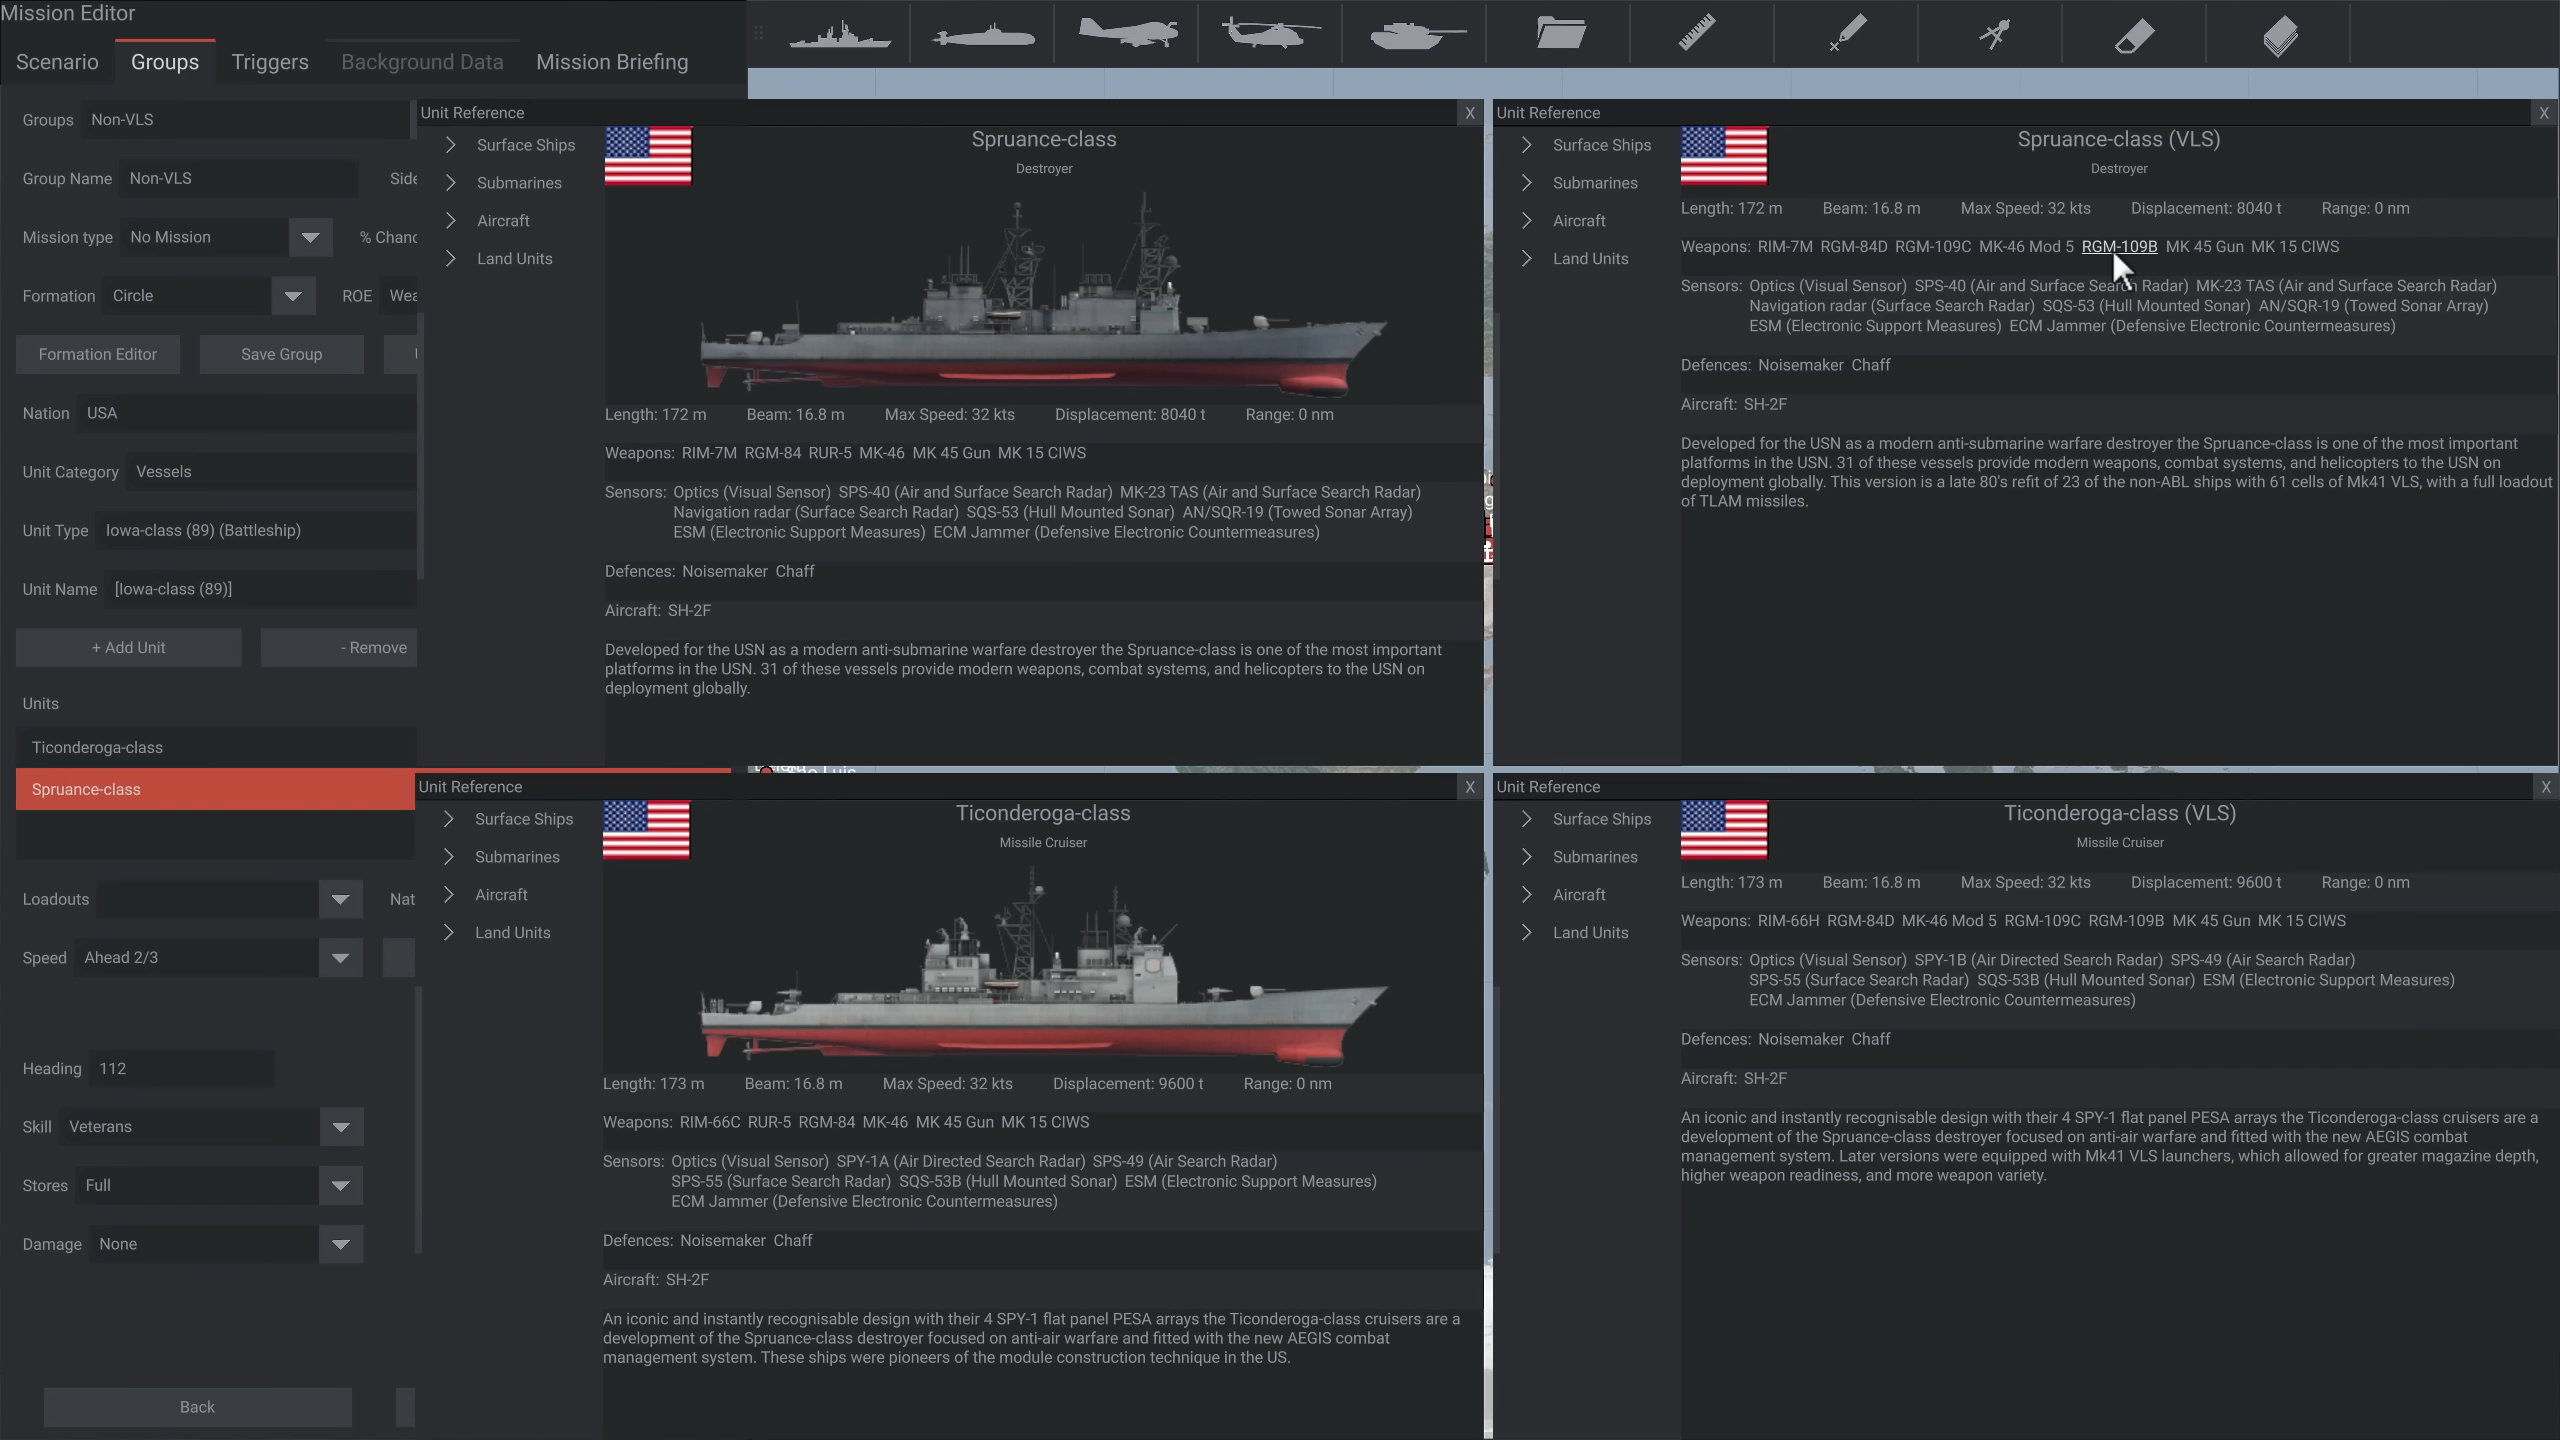 Mission Editor
Scenario Groups Triggers Background Data Mission Briefing
Groups Non-VLS
Group Name Non-VLS Side
Mission type No Mission % Chanc
Formation Circle ROE Wea
Formation Editor Save Group
Nation USA
Unit Category Vessels
Unit Type Iowa-class (89) (Battleship)
Unit Name [Iowa-class (89)]
+ Add Unit - Remove
Units
Ticonderoga-class
Spruance-class
Loadouts Nat
Speed Ahead 2/3
Heading 112
Skill Veterans
Stores Full
Damage None
Back
Unit Reference X
Surface Ships
Submarines
Aircraft
Land Units
Spruance-class
Destroyer
Length: 172 m Beam: 16.8 m Max Speed: 32 kts Displacement: 8040 t Range: 0 nm
Weapons: RIM-7M RGM-84 RUR-5 MK-46 MK 45 Gun MK 15 CIWS
Sensors: Optics (Visual Sensor) SPS-40 (Air and Surface Search Radar) MK-23 TAS (Air and Surface Search Radar)
Navigation radar (Surface Search Radar) SQS-53 (Hull Mounted Sonar) AN/SQR-19 (Towed Sonar Array)
ESM (Electronic Support Measures) ECM Jammer (Defensive Electronic Countermeasures)
Defences: Noisemaker Chaff
Aircraft: SH-2F
Developed for the USN as a modern anti-submarine warfare destroyer the Spruance-class is one of the most important
platforms in the USN. 31 of these vessels provide modern weapons, combat systems, and helicopters to the USN on
deployment globally.
Unit Reference X
Surface Ships
Submarines
Aircraft
Land Units
Spruance-class (VLS)
Destroyer
Length: 172 m Beam: 16.8 m Max Speed: 32 kts Displacement: 8040 t Range: 0 nm
Weapons: RIM-7M RGM-84D RGM-109C MK-46 Mod 5 RGM-109B MK 45 Gun MK 15 CIWS
Sensors: Optics (Visual Sensor) SPS-40 (Air and Surface Search Radar) MK-23 TAS (Air and Surface Search Radar)
Navigation radar (Surface Search Radar) SQS-53 (Hull Mounted Sonar) AN/SQR-19 (Towed Sonar Array)
ESM (Electronic Support Measures) ECM Jammer (Defensive Electronic Countermeasures)
Defences: Noisemaker Chaff
Aircraft: SH-2F
Developed for the USN as a modern anti-submarine warfare destroyer the Spruance-class is one of the most important
platforms in the USN. 31 of these vessels provide modern weapons, combat systems, and helicopters to the USN on
deployment globally. This version is a late 80's refit of 23 of the non-ABL ships with 61 cells of Mk41 VLS, with a full loadout
of TLAM missiles.
Unit Reference X
Surface Ships
Submarines
Aircraft
Land Units
Ticonderoga-class
Missile Cruiser
Length: 173 m Beam: 16.8 m Max Speed: 32 kts Displacement: 9600 t Range: 0 nm
Weapons: RIM-66C RUR-5 RGM-84 MK-46 MK 45 Gun MK 15 CIWS
Sensors: Optics (Visual Sensor) SPY-1A (Air Directed Search Radar) SPS-49 (Air Search Radar)
SPS-55 (Surface Search Radar) SQS-53B (Hull Mounted Sonar) ESM (Electronic Support Measures)
ECM Jammer (Defensive Electronic Countermeasures)
Defences: Noisemaker Chaff
Aircraft: SH-2F
An iconic and instantly recognisable design with their 4 SPY-1 flat panel PESA arrays the Ticonderoga-class cruisers are a
development of the Spruance-class destroyer focused on anti-air warfare and fitted with the new AEGIS combat
management system. These ships were pioneers of the module construction technique in the US.
Unit Reference X
Surface Ships
Submarines
Aircraft
Land Units
Ticonderoga-class (VLS)
Missile Cruiser
Length: 173 m Beam: 16.8 m Max Speed: 32 kts Displacement: 9600 t Range: 0 nm
Weapons: RIM-66H RGM-84D MK-46 Mod 5 RGM-109C RGM-109B MK 45 Gun MK 15 CIWS
Sensors: Optics (Visual Sensor) SPY-1B (Air Directed Search Radar) SPS-49 (Air Search Radar)
SPS-55 (Surface Search Radar) SQS-53B (Hull Mounted Sonar) ESM (Electronic Support Measures)
ECM Jammer (Defensive Electronic Countermeasures)
Defences: Noisemaker Chaff
Aircraft: SH-2F
An iconic and instantly recognisable design with their 4 SPY-1 flat panel PESA arrays the Ticonderoga-class cruisers are a
development of the Spruance-class destroyer focused on anti-air warfare and fitted with the new AEGIS combat
management system. Later versions were equipped with Mk41 VLS launchers, which allowed for greater magazine depth,
higher weapon readiness, and more weapon variety.